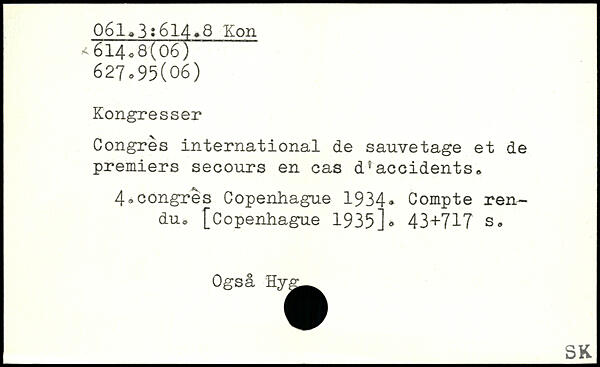 061.3:614.8 Kon
614.8(06)
627.95(06)
Kongresser
Congrès international de sauvetage et de
premiers secours en cas d'accidents.
4.congrès Copenhague 1934. Compte ren-
du. [Copenhague 1935]. 43+717 s.
Også Hyg
SK